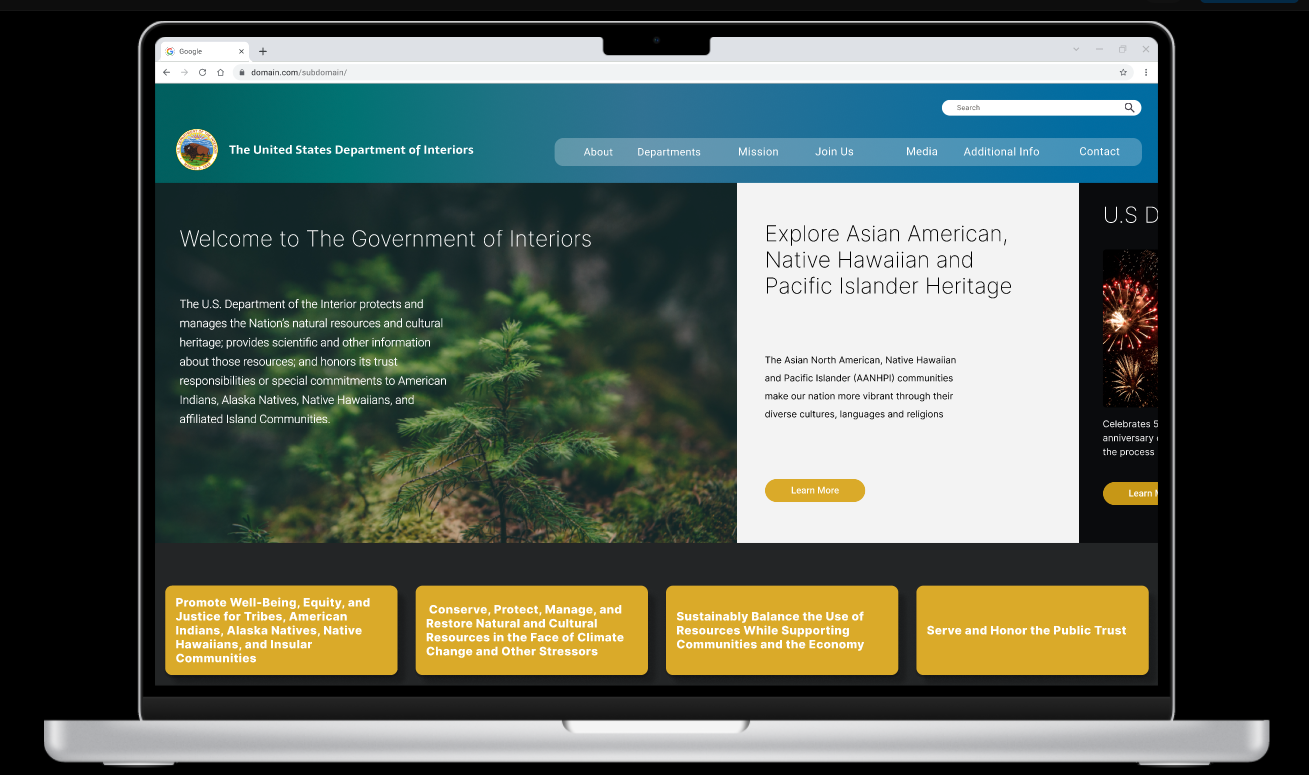 Google
domain.com/subdomain/
Search
The United States Department of Interiors
About Departments Mission Join Us Media Additional Info Contact
Welcome to The Government of Interiors
The U.S. Department of the Interior protects and
manages the Nation's natural resources and cultural
heritage; provides scientific and other information
about those resources; and honors its trust
responsibilities or special commitments to American
Indians, Alaska Natives, Native Hawaiians, and
affiliated Island Communities.
Explore Asian American,
Native Hawaiian and
Pacific Islander Heritage
The Asian North American, Native Hawaiian
and Pacific Islander (AANHPI) communities
make our nation more vibrant through their
diverse cultures, languages and religions
Learn More
U.S D
Celebrates 5
anniversary
the process
Learn
Promote Well-Being, Equity, and
Justice for Tribes, American
Indians, Alaska Natives, Native
Hawaiians, and Insular
Communities
Conserve, Protect, Manage, and
Restore Natural and Cultural
Resources in the Face of Climate
Change and Other Stressors
Sustainably Balance the Use of
Resources While Supporting
Communities and the Economy
Serve and Honor the Public Trust